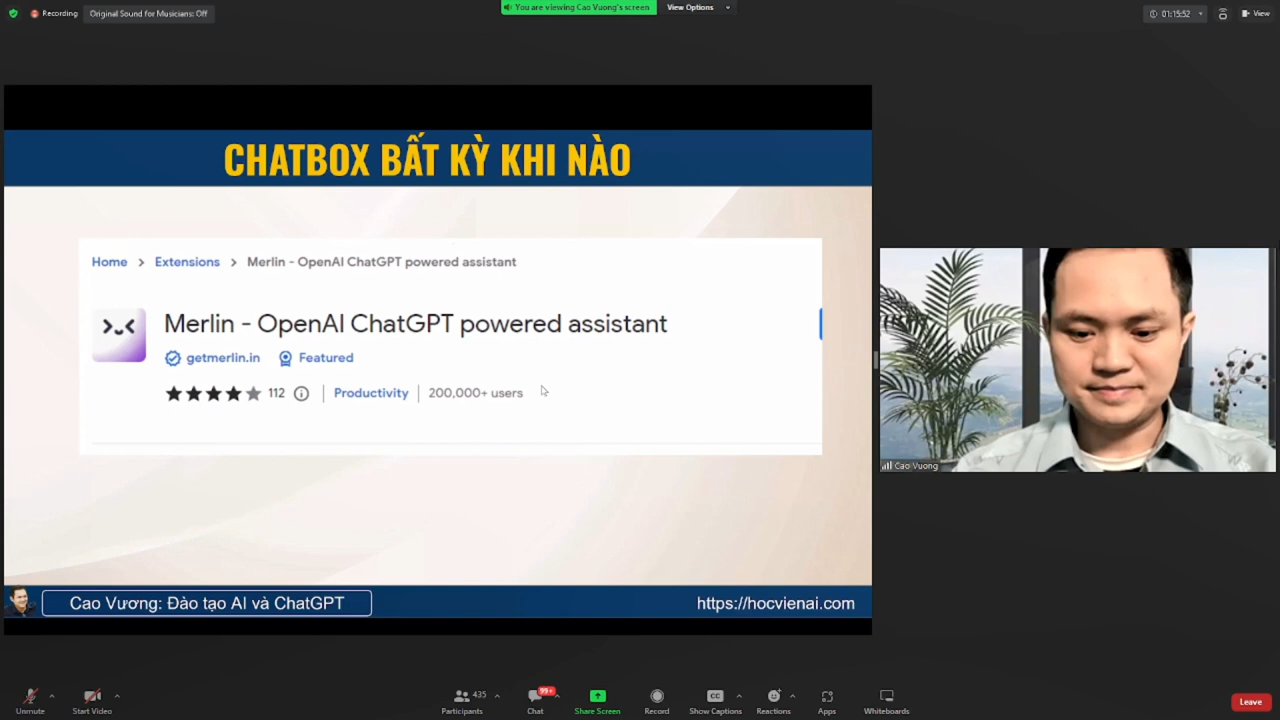 Recording
Original Sound for Musicians: Off
You are viewing Cao Vuong's screen
View Options
01:15:52
View
CHATBOX BẤT KỲ KHI NÀO
Home > Extensions > Merlin - OpenAI ChatGPT powered assistant
Merlin - OpenAI ChatGPT powered assistant
getmerlin.in Featured
112 Productivity 200,000+ users
Cao Vuong
Cao Vương: Đào tạo AI và ChatGPT
https://hocvienai.com
435
99+
CC
Unmute
Start Video
Participants
Chat
Share Screen
Record
Show Captions
Reactions
Apps
Whiteboards
Leave